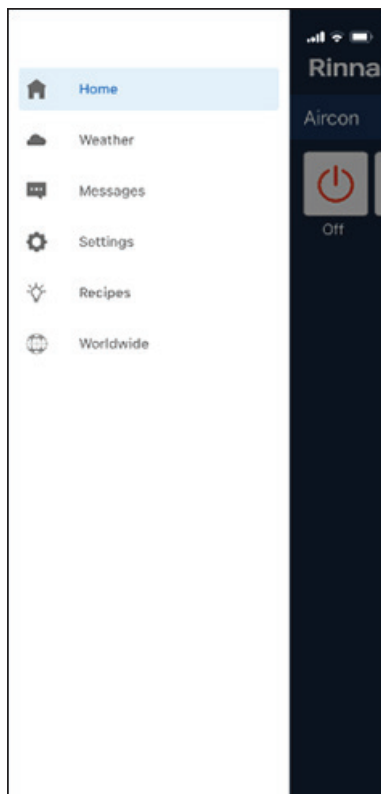 Rinna
Home
Aircon
Weather
Messages
Off
Settings
Recipes
Worldwide